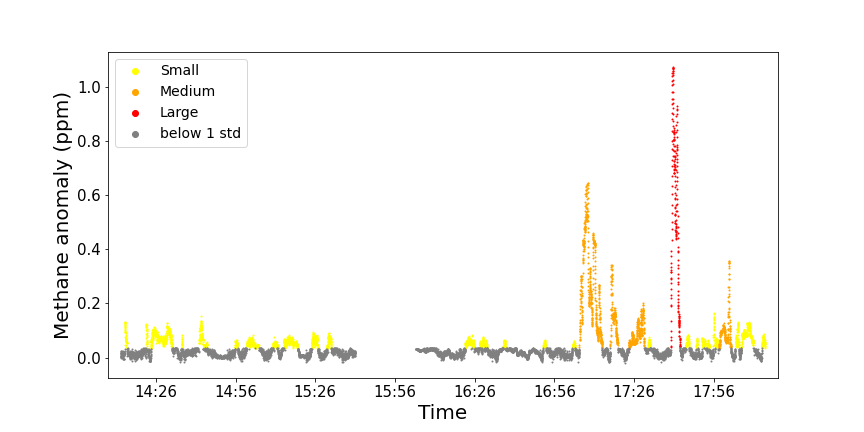 Small
Medium
Large
below 1 std
Methane anomaly (ppm)
1.0
0.8
0.6
0.4
0.2
0.0
14:26 14:56 15:26 15:56 16:26 16:56 17:26 17:56
Time